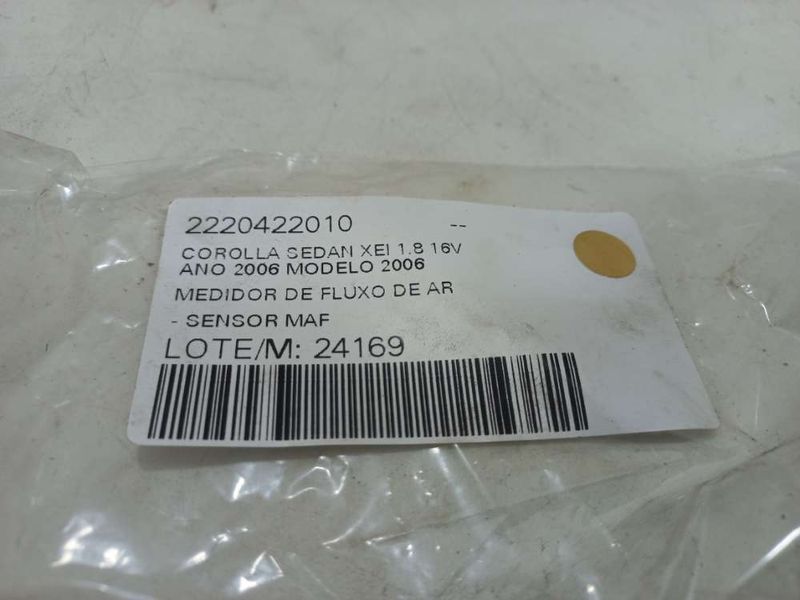 2220422010 --
COROLLA SEDAN XEI 1.8 16V
ANO 2006 MODELO 2006
MEDIDOR DE FLUXO DE AR
- SENSOR MAF
LOTE/M: 24169